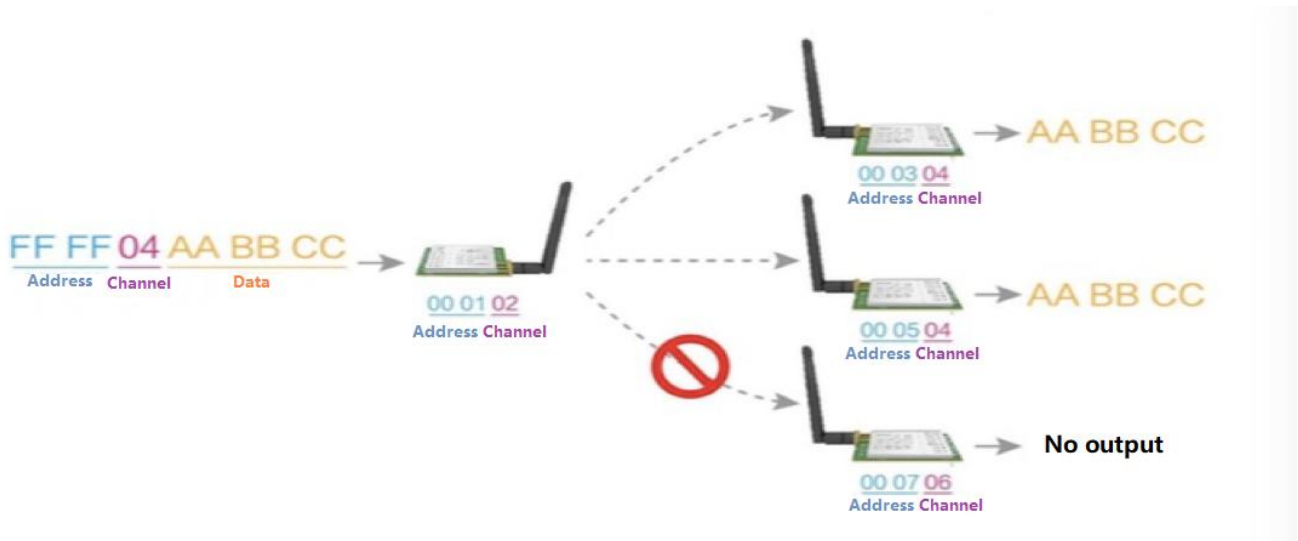 FF FF 04 AA BB CC
Address Channel Data
00 01 02
Address Channel
00 03 04
Address Channel
AA BB CC
00 05 04
Address Channel
AA BB CC
00 07 06
Address Channel
No output